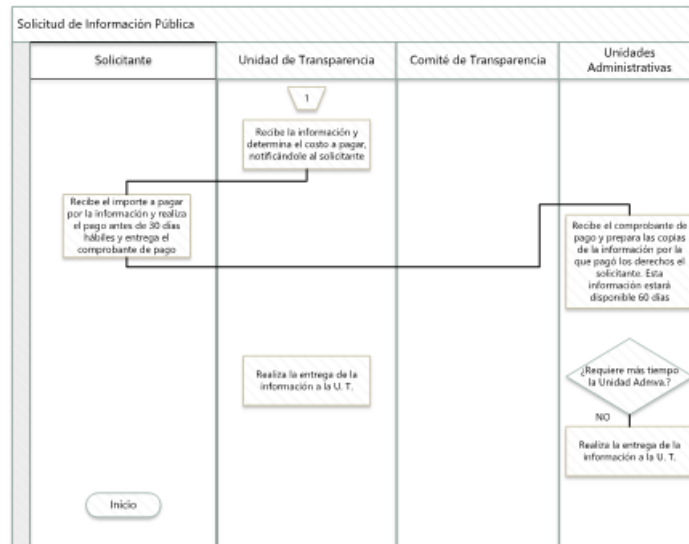 Solicitud de Información Pública
Solicitante
Unidad de Transparencia
Comité de Transparencia
Unidades
Administrativas
1
Recibe la información y
determina el costo a pagar,
notificándole al solicitante
Recibe el importe a pagar
por la información y realiza
el pago antes de 30 días
hábiles y entrega el
comprobante de pago
Recibe el comprobante de
pago y prepara las copias
de la información por la
que pagó los derechos el
solicitante. Esta
información estará
disponible 60 días
Realiza la entrega de la
información a la U. T.
¿Requiere más tiempo
la Unidad Admva.?
NO
Realiza la entrega de la
información a la U. T.
Inicio